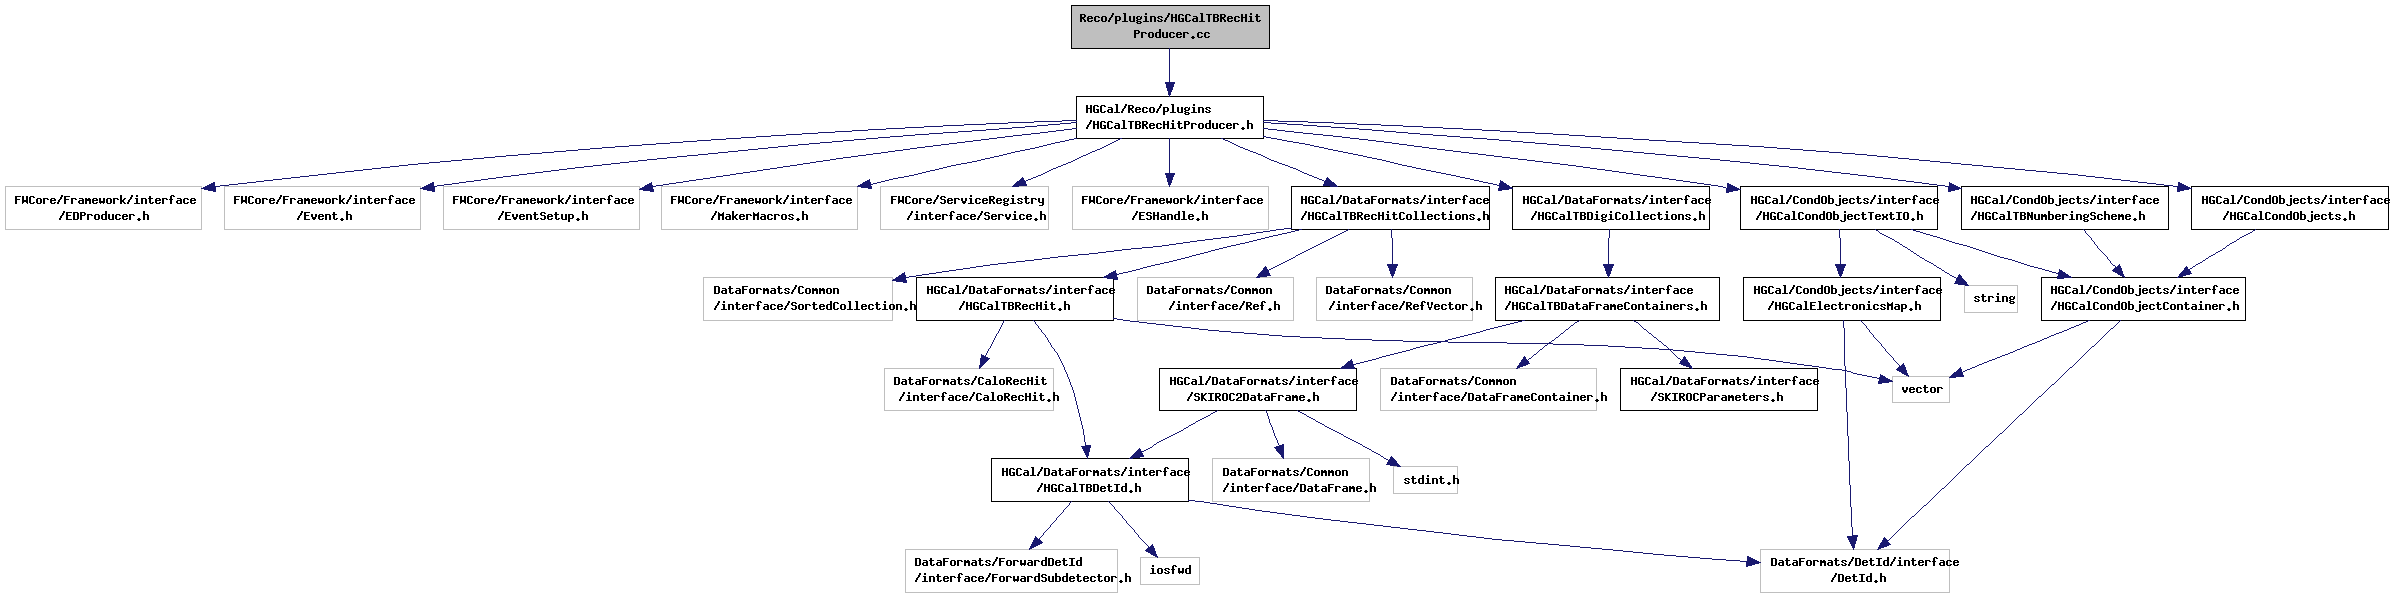 Reco/plugins/HGCalTBRecHit
Producer.cc
HGCal/Reco/plugins
/HGCalTBRecHitProducer.h
FWCore/Framework/interface
/EDProducer.h
FWCore/Framework/interface
/Event.h
FWCore/Framework/interface
/EventSetup.h
FWCore/Framework/interface
/MakerMacros.h
FWCore/ServiceRegistry
/interface/Service.h
FWCore/Framework/interface
/ESHandle.h
HGCal/DataFormats/interface
/HGCalTBRecHitCollections.h
HGCal/DataFormats/interface
/HGCalTBDigiCollections.h
HGCal/CondObjects/interface
/HGCalCondObjectTextIO.h
HGCal/CondObjects/interface
/HGCalTBNumberingScheme.h
HGCal/CondObjects/interface
/HGCalCondObjects.h
DataFormats/Common
/interface/SortedCollection.h
HGCal/DataFormats/interface
/HGCalTBRecHit.h
DataFormats/Common
/interface/Ref.h
DataFormats/Common
/interface/RefVector.h
HGCal/DataFormats/interface
/HGCalTBDataFrameContainers.h
HGCal/CondObjects/interface
/HGCalElectronicsMap.h
string
HGCal/CondObjects/interface
/HGCalCondObjectContainer.h
DataFormats/CaloRecHit
/interface/CaloRecHit.h
HGCal/DataFormats/interface
/SKIROC2DataFrame.h
DataFormats/Common
/interface/DataFrameContainer.h
HGCal/DataFormats/interface
/SKIROCParameters.h
vector
HGCal/DataFormats/interface
/HGCalTBDetId.h
DataFormats/Common
/interface/DataFrame.h
stdint.h
DataFormats/ForwardDetId
/interface/ForwardSubdetector.h
iosfwd
DataFormats/DetId/interface
/DetId.h